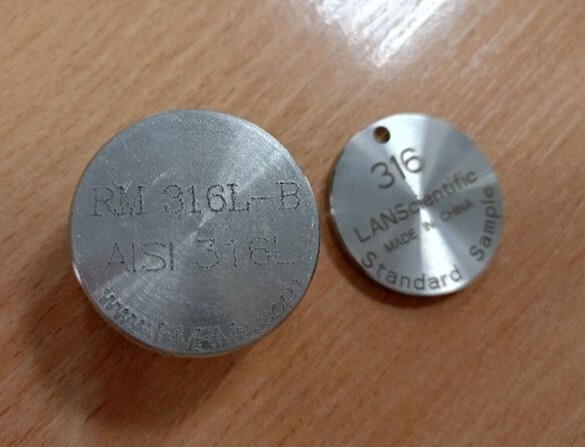 RM 316L-B
AISI 316L
316
LANScientific
MADE IN CHINA
Standard Sample